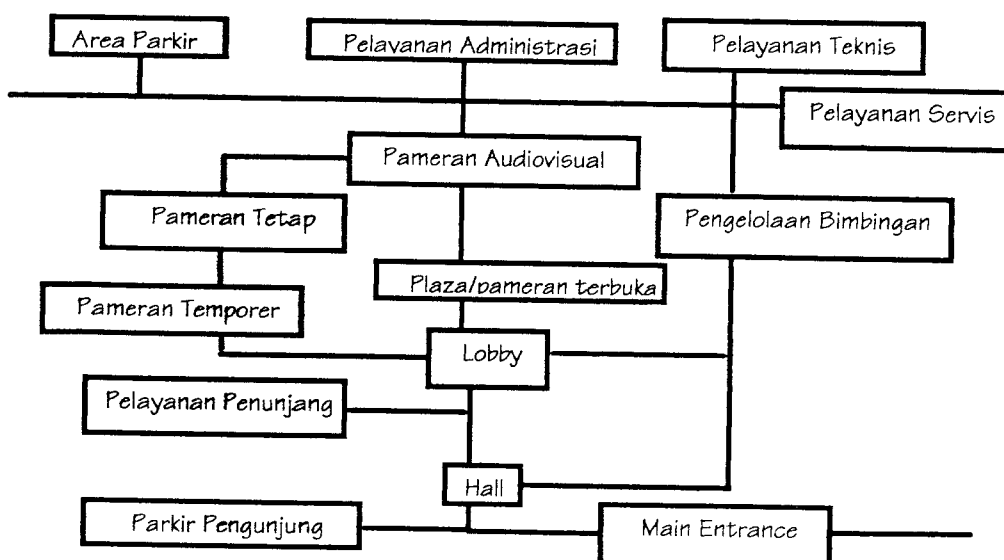 Area Parkir
Pelayanan Administrasi
Pelayanan Teknis
Pelayanan Servis
Pameran Audiovisual
Pameran Tetap
Pengelolaan Bimbingan
Plaza/pameran terbuka
Pameran Temporer
Lobby
Pelayanan Penunjang
Hall
Parkir Pengunjung
Main Entrance